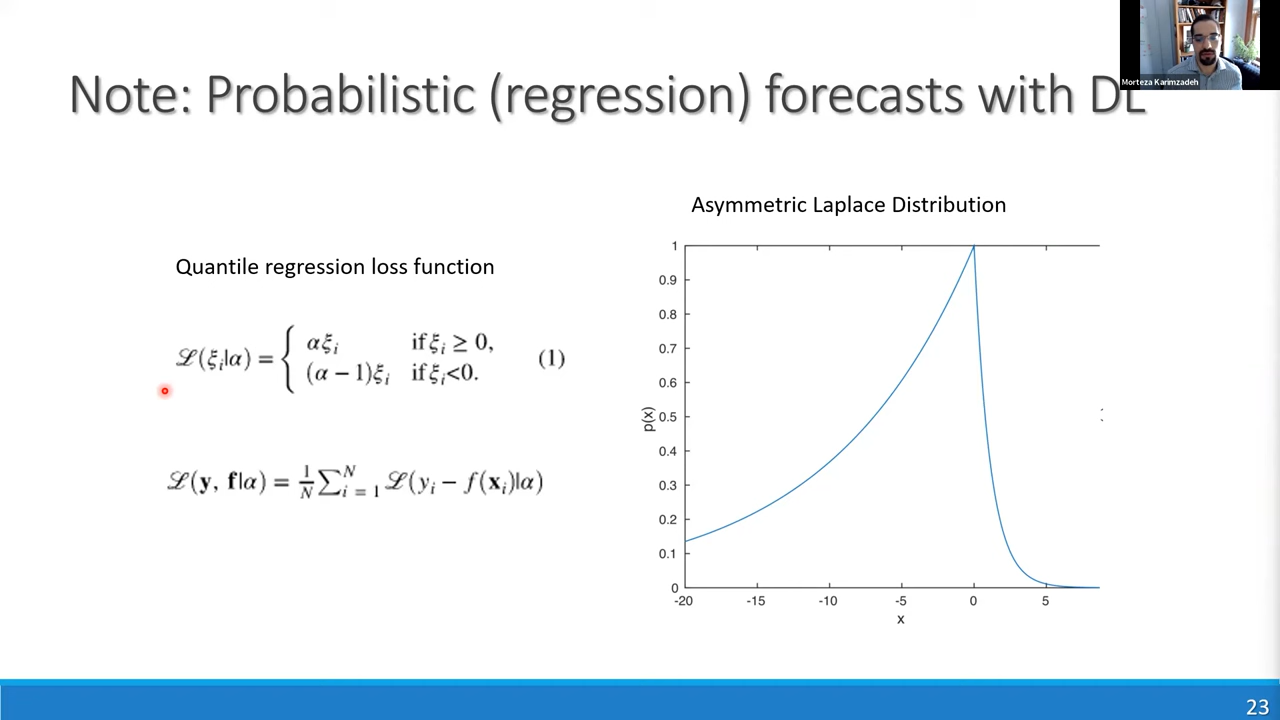 Morteza Karimzadeh
Note: Probabilistic (regression) forecasts with DL
Asymmetric Laplace Distribution
Quantile regression loss function
ℒ(ξᵢ|α) = { αξᵢ if ξᵢ ≥ 0,
(α − 1)ξᵢ if ξᵢ<0. (1)
ℒ(y, f|α) = 1/N ∑ᴺᵢ₌₁ ℒ(yᵢ − f(xᵢ)|α)
1
0.9
0.8
0.7
0.6
0.5
0.4
0.3
0.2
0.1
0
p(x)
-20 -15 -10 -5 0 5
x
23